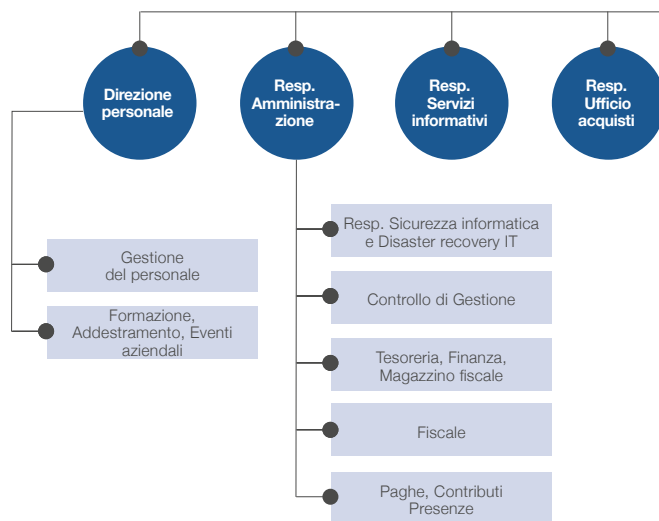 Direzione
personale
Resp.
Amministra-
zione
Resp.
Servizi
informativi
Resp.
Ufficio
acquisti
Gestione
del personale
Formazione,
Addestramento, Eventi
aziendali
Resp. Sicurezza informatica
e Disaster recovery IT
Controllo di Gestione
Tesoreria, Finanza,
Magazzino fiscale
Fiscale
Paghe, Contributi
Presenze